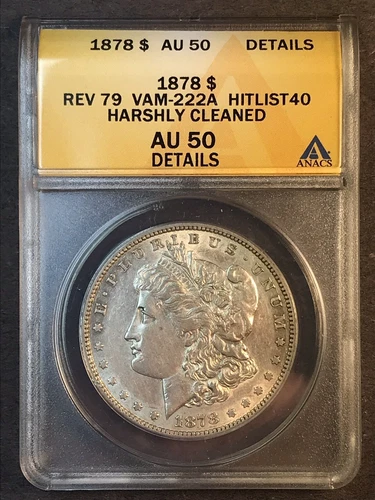 1878 $ AU 50 DETAILS
1878 $
REV 79 VAM-222A HITLIST40
HARSHLY CLEANED
AU 50
DETAILS
ANACS
E·PLURIBUS·UNUM
1878